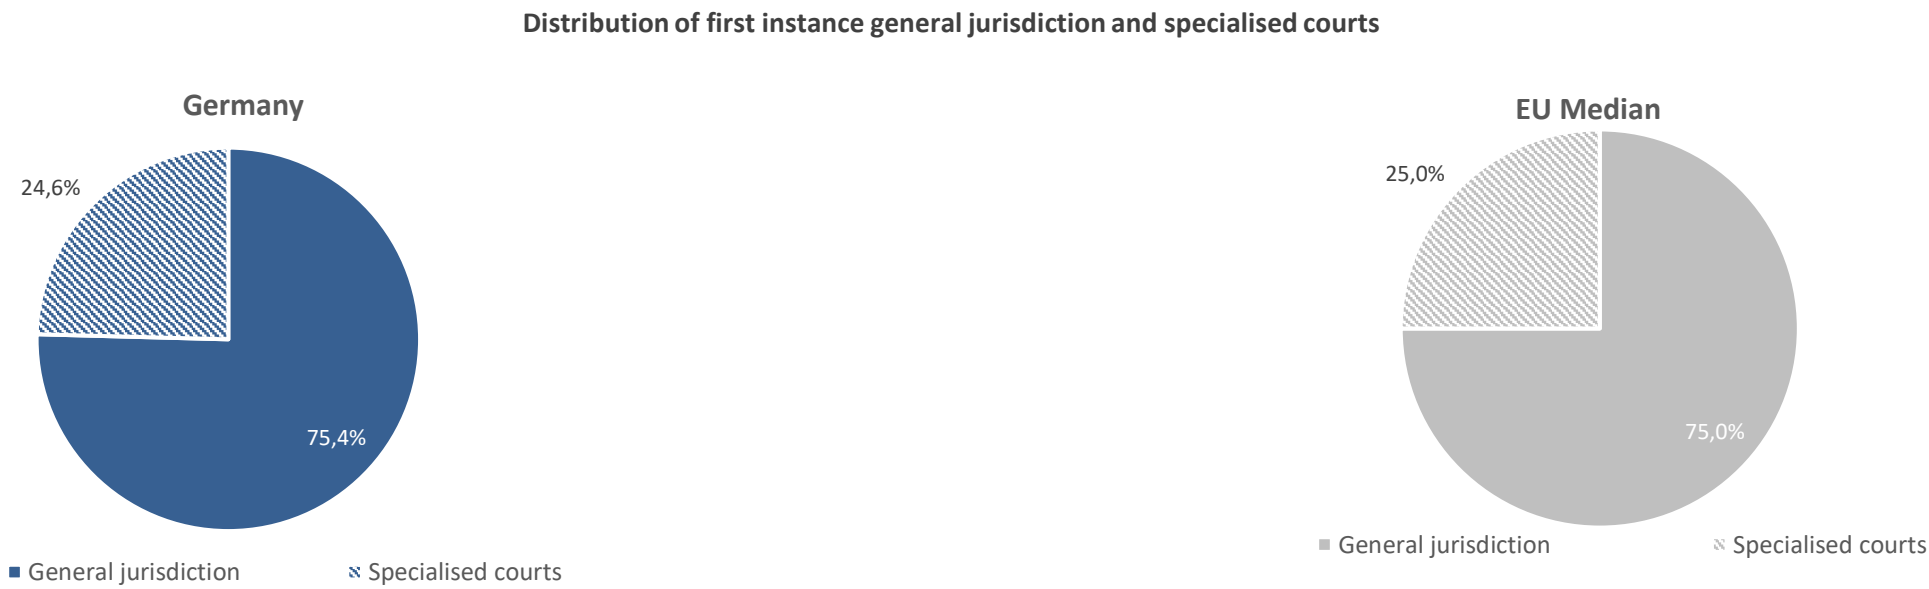 Distribution of first instance general jurisdiction and specialised courts
Germany
24,6%
75,4%
General jurisdiction
Specialised courts
EU Median
25,0%
75,0%
General jurisdiction
Specialised courts